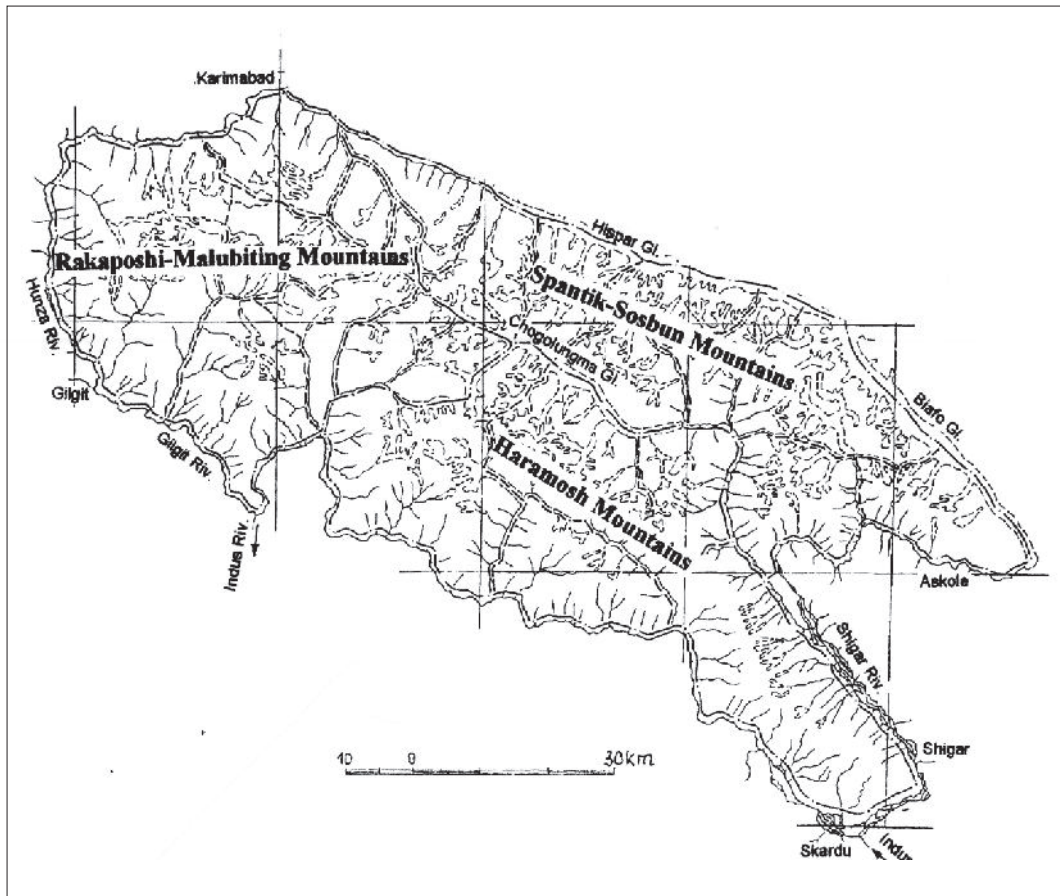 .Karimabad
Hispar Gl.
Rakaposhi-Malubiting Mountains
Spantik-Sosbun Mountains
Hunza Riv.
Chogolungma Gl.
Gilgit
Biafo Gl.
Gilgit Riv.
Haramosh Mountains
Indus Riv.
Askole
Shigar Riv.
Shigar
10 0 30km
Skardu